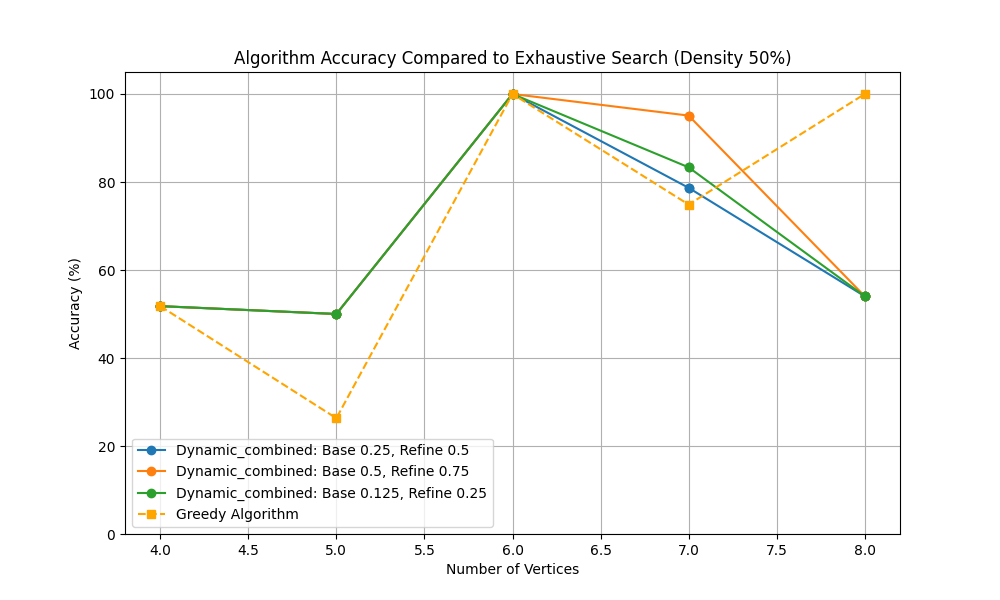 Algorithm Accuracy Compared to Exhaustive Search (Density 50%)
100
80
60
40
20
0
Accuracy (%)
Dynamic_combined: Base 0.25, Refine 0.5
Dynamic_combined: Base 0.5, Refine 0.75
Dynamic_combined: Base 0.125, Refine 0.25
Greedy Algorithm
4.0 4.5 5.0 5.5 6.0 6.5 7.0 7.5 8.0
Number of Vertices